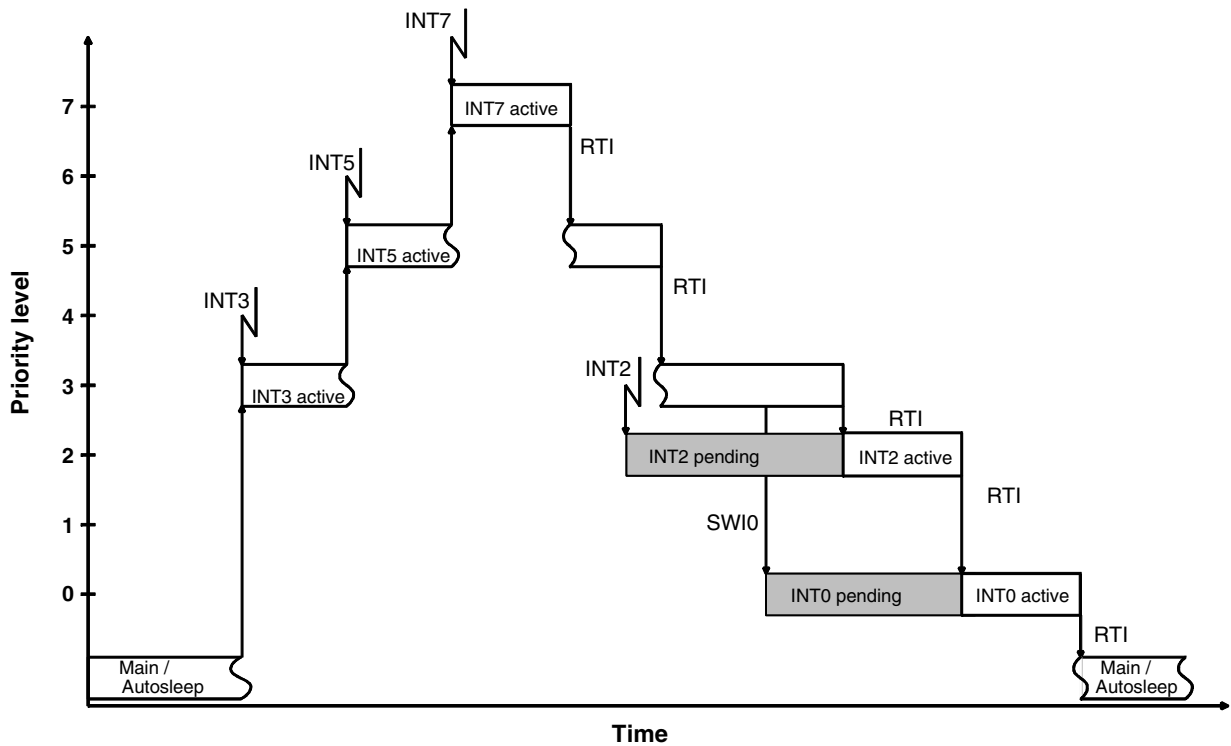 INT7
7
INT7 active
RTI
INT5
6
5
INT5 active
RTI
INT3
4
INT2
3
INT3 active
RTI
2
INT2 pending
INT2 active
RTI
1
SWI0
0
INT0 pending
INT0 active
RTI
Main /
Autosleep
Main /
Autosleep
Priority level
Time